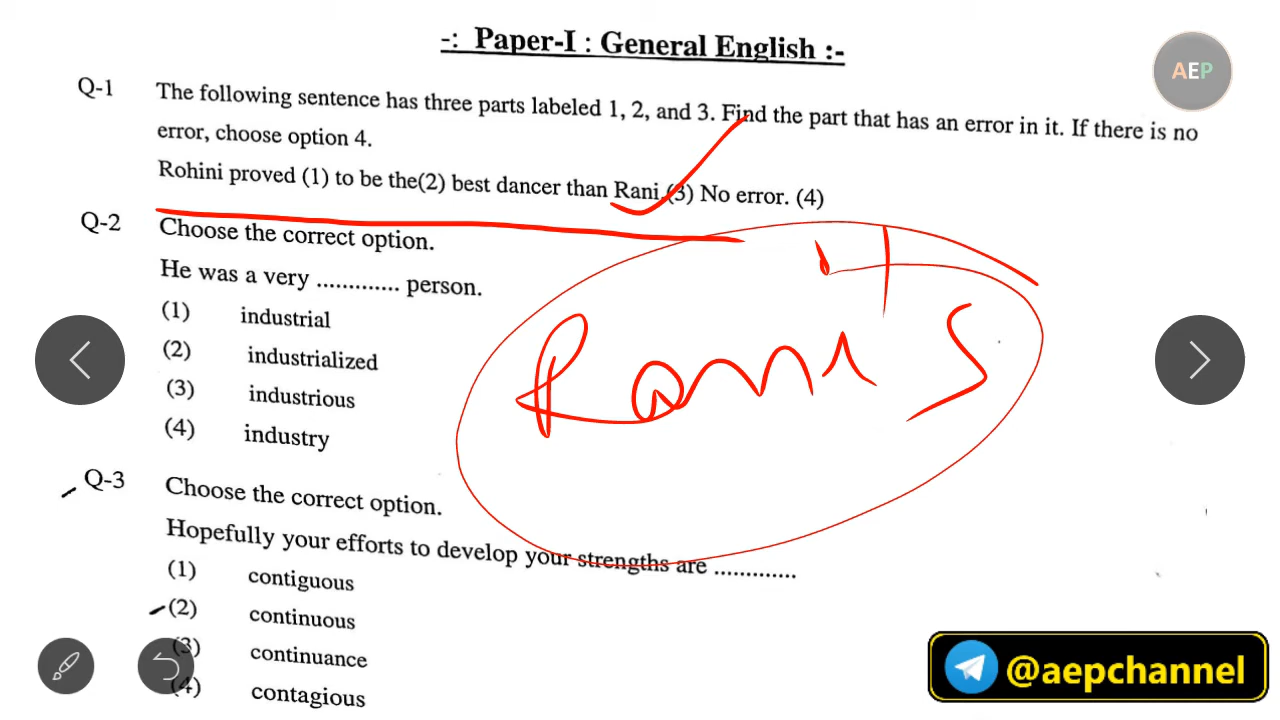 -: Paper-I : General English :-
AEP
Q-1 The following sentence has three parts labeled 1, 2, and 3. Find the part that has an error in it. If there is no
error, choose option 4.
Rohini proved (1) to be the(2) best dancer than Rani.(3) No error. (4)
Q-2 Choose the correct option.
He was a very ............. person.
(1) industrial
(2) industrialized
(3) industrious
(4) industry
Rani's
Q-3 Choose the correct option.
Hopefully your efforts to develop your strengths are .............
(1) contiguous
(2) continuous
(3) continuance
(4) contagious
@aepchannel